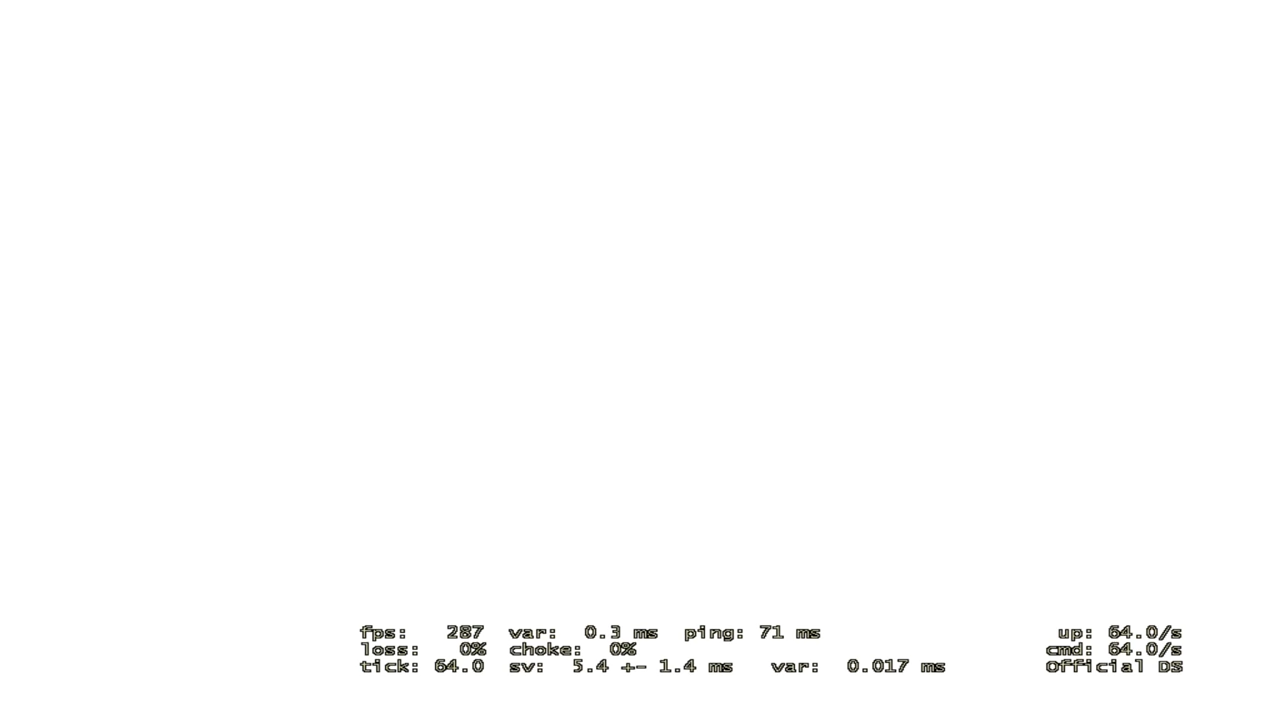 fps: 287 var: 0.3 ms ping: 71 ms up: 64.0/s
loss: 0% choke: 0% cmd: 64.0/s
tick: 64.0 sv: 5.4 +- 1.4 ms var: 0.017 ms Official DS